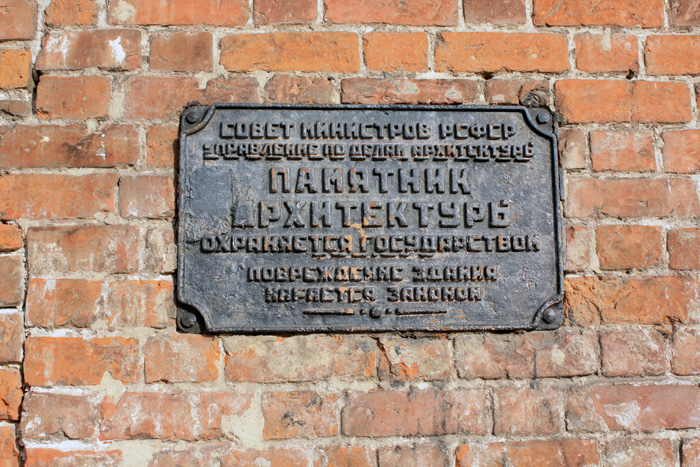 СОВЕТ МИНИСТРОВ РСФСР
УПРАВЛЕНИЕ ПО ДЕЛАМ АРХИТЕКТУРЫ
ПАМЯТНИК
АРХИТЕКТУРЫ
ОХРАНЯЕТСЯ ГОСУДАРСТВОМ
ПОВРЕЖДЕНИЕ ЗДАНИЯ
КАРАЕТСЯ ЗАКОНОМ